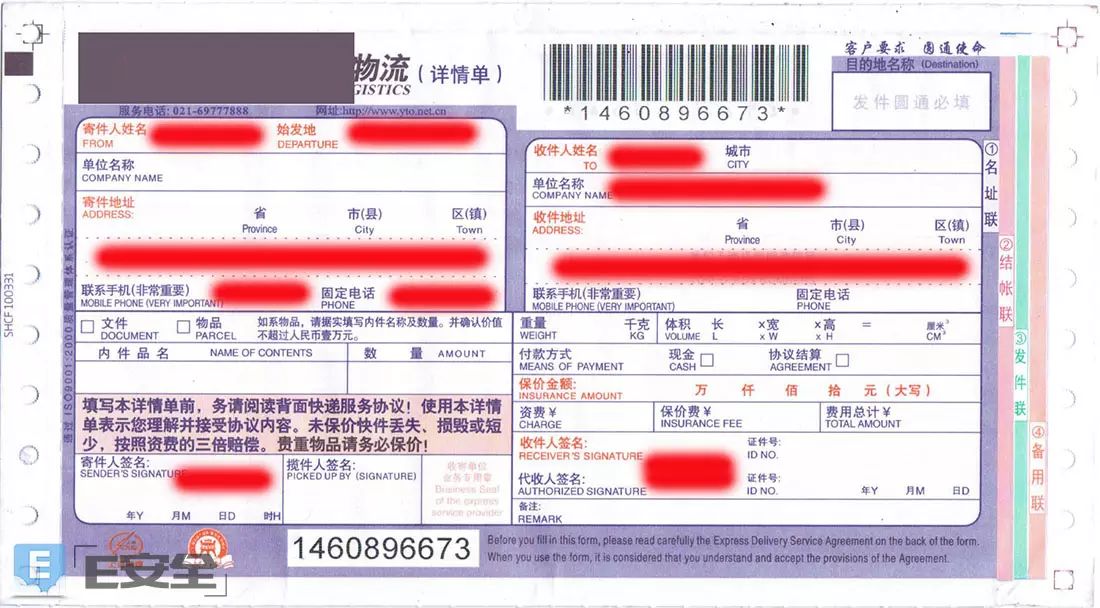 物流（详情单）
GISTICS
服务电话: 021-69777888 网址:http://www.yto.net.cn
*1460896673*
客户要求 圆通使命
目的地名称 (Destination)
发件圆通必填
寄件人姓名 始发地
FROM DEPARTURE
单位名称
COMPANY NAME
寄件地址
ADDRESS:
省 市(县) 区(镇)
Province City Town
联系手机(非常重要) 固定电话
MOBILE PHONE (VERY IMPORTANT) PHONE
收件人姓名 城市
TO CITY
单位名称
COMPANY NAME
收件地址
ADDRESS:
省 市(县) 区(镇)
Province City Town
联系手机(非常重要) 固定电话
MOBILE PHONE (VERY IMPORTANT) PHONE
①名址联
②结帐联
③发件联
④备用联
SHCF 100331
通过 ISO9001:2000 质量管理体系认证
文件 物品 如系物品，请据实填写内件名称及数量。并确认价值
DOCUMENT PARCEL 不超过人民币壹万元。
内件品名 NAME OF CONTENTS 数量 AMOUNT
填写本详情单前，务请阅读背面快递服务协议！使用本详情
单表示您理解并接受协议内容。未保价快件丢失、损毁或短
少，按照资费的三倍赔偿。贵重物品请务必保价！
寄件人签名: 揽件人签名:
SENDER'S SIGNATURE PICKED UP BY (SIGNATURE)
收寄单位
业务专用章
Business Seal
of the express
service provider
年Y 月M 日D 时H
重量 千克 体积 长 x宽 x高 = 厘米³
WEIGHT KG VOLUME L x W x H CM³
付款方式 现金 协议结算
MEANS OF PAYMENT CASH AGREEMENT
保价金额: 万 仟 佰 拾 元（大写）
INSURANCE AMOUNT
资费¥ 保价费¥ 费用总计¥
CHARGE INSURANCE FEE TOTAL AMOUNT
收件人签名: 证件号:
RECEIVER'S SIGNATURE ID NO.
代收人签名: 证件号:
AUTHORIZED SIGNATURE ID NO. 年Y 月M 日D
备注:
REMARK
1460896673
Before you fill in this form, please read carefully the Express Delivery Service Agreement on the back of the form.
When you use the form, it is considered that you understand and accept the provisions of the Agreement.
E
E安全